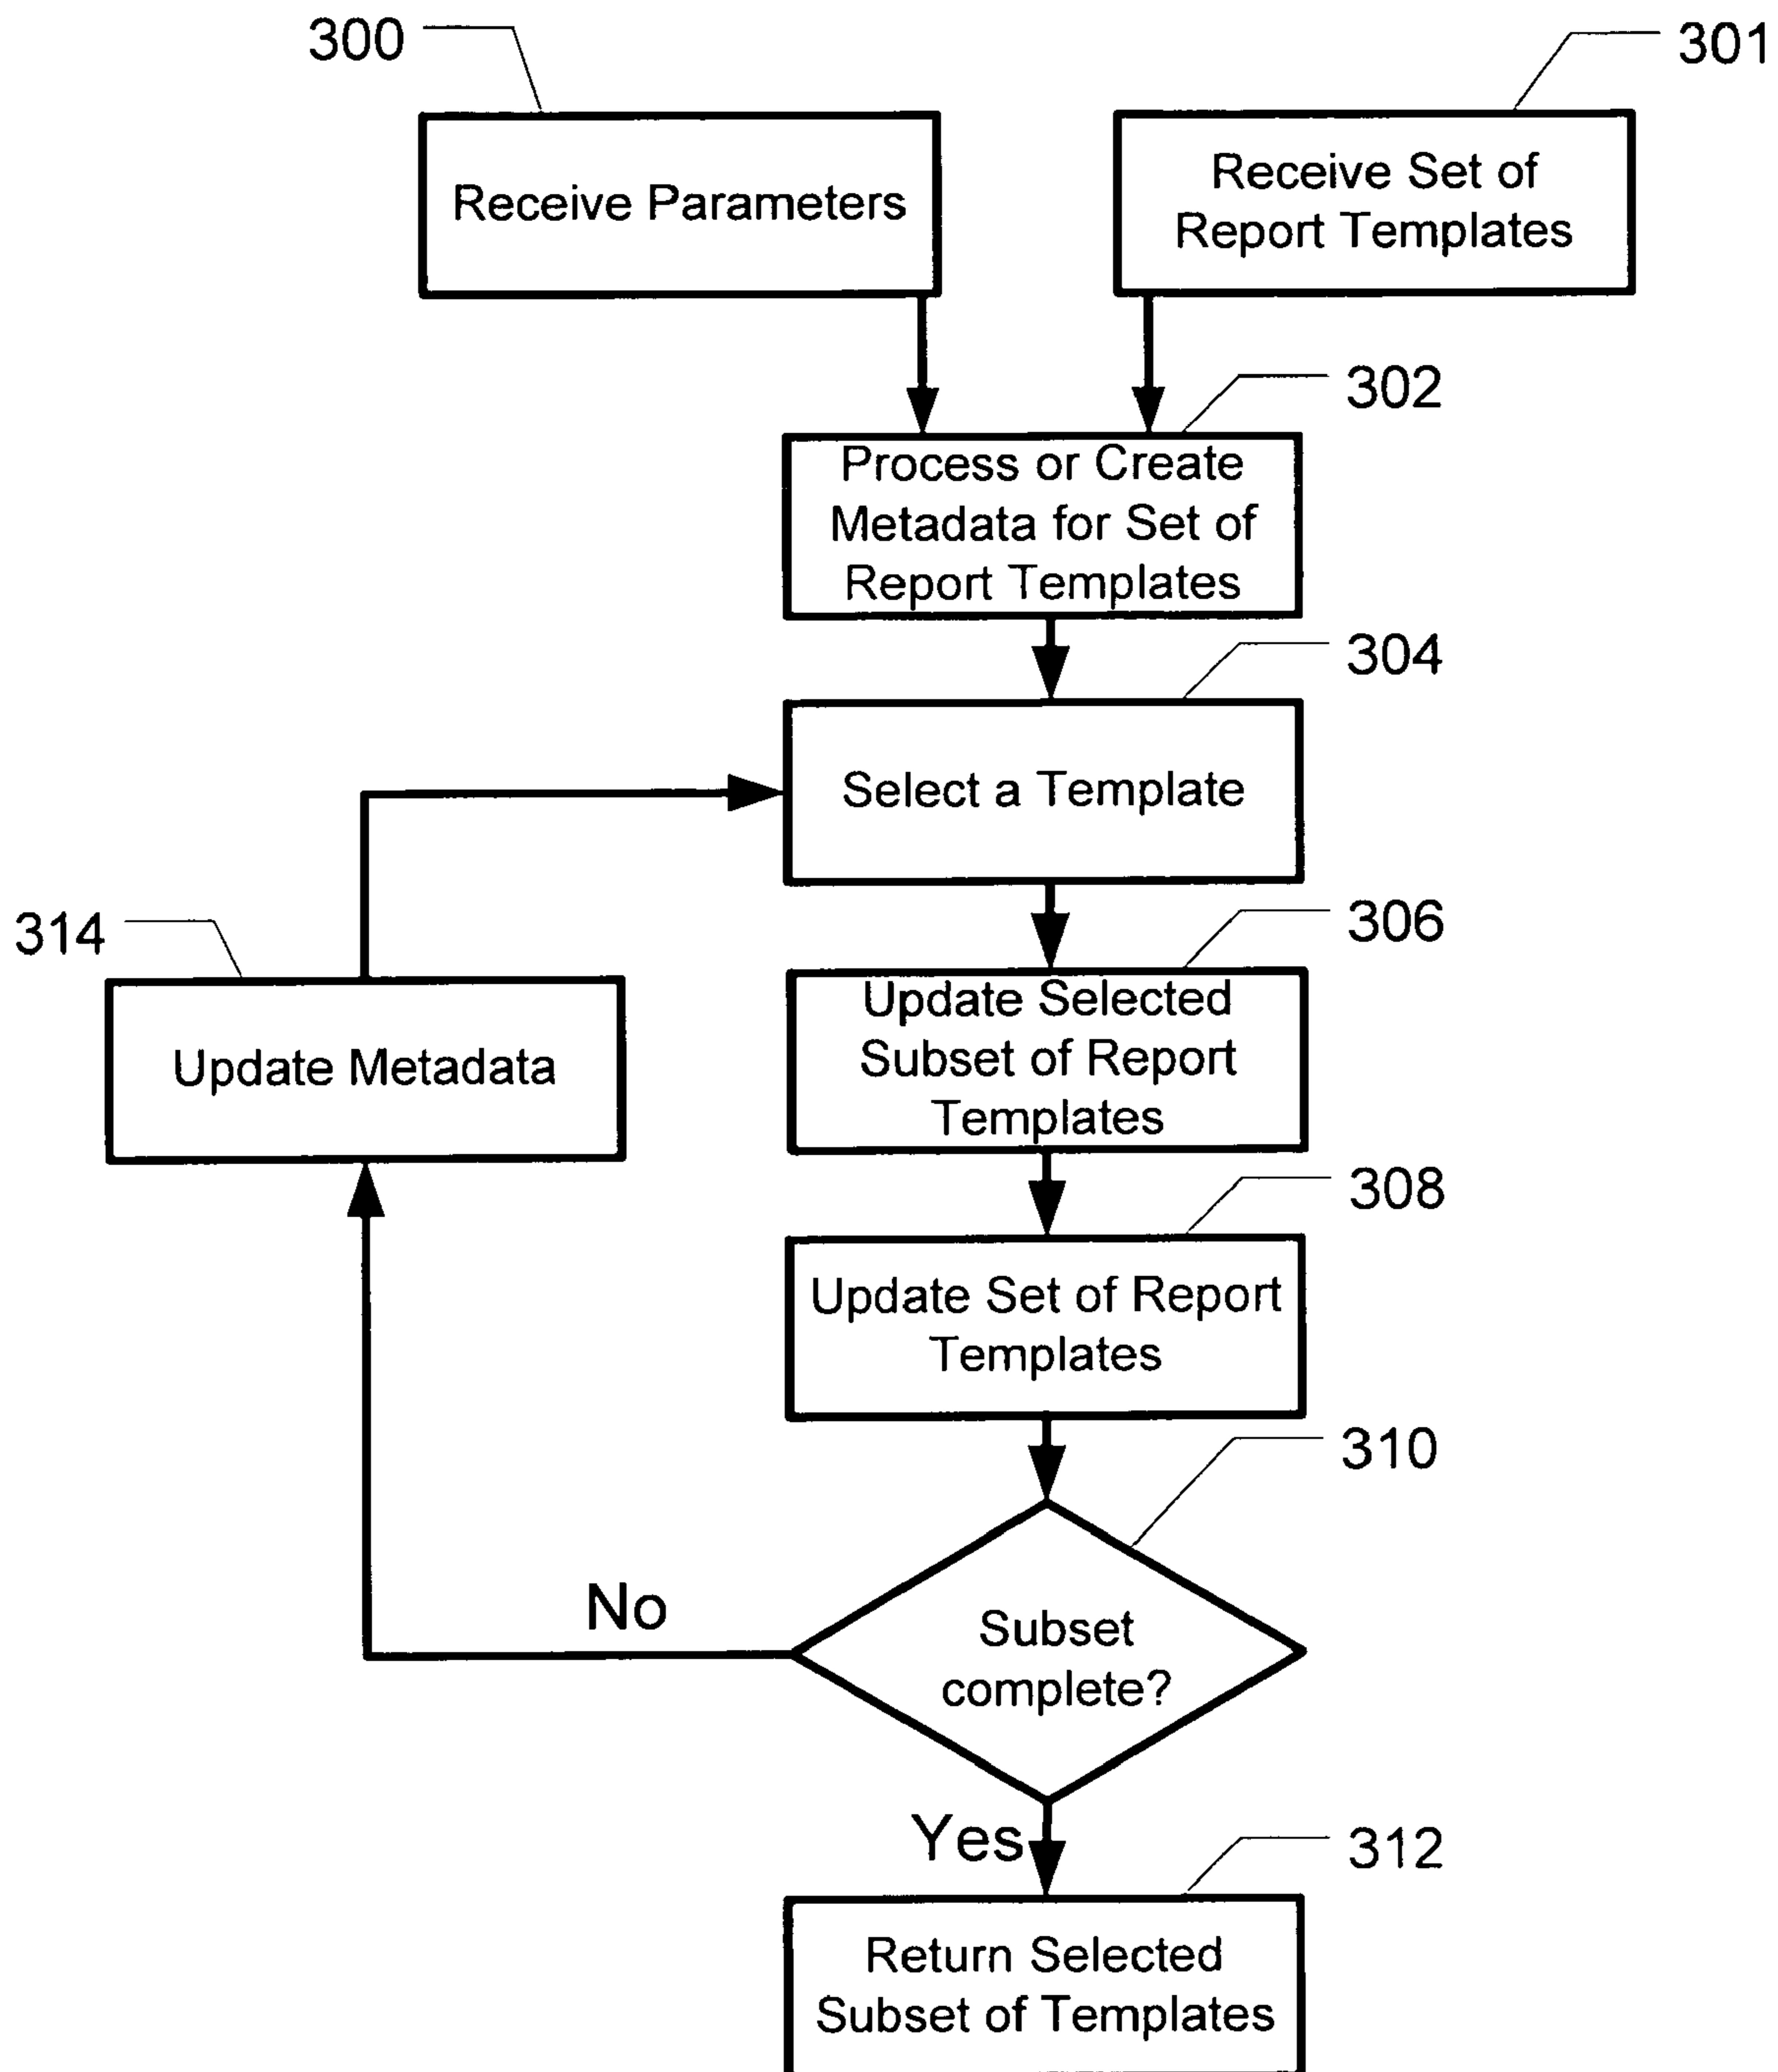 300
301
Receive Parameters
Receive Set of
Report Templates
302
Process or Create
Metadata for Set of
Report Templates
304
Select a Template
306
314
Update Selected
Subset of Report
Templates
Update Metadata
308
Update Set of Report
Templates
310
No
Subset
complete?
Yes
312
Return Selected
Subset of Templates